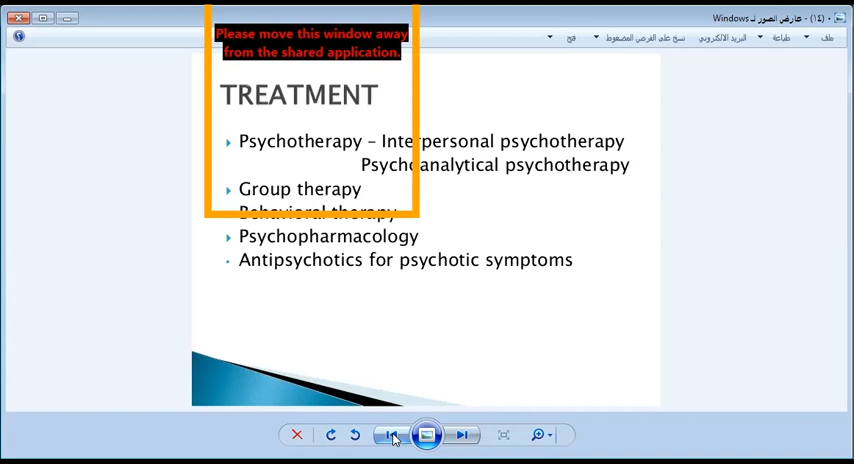 (١٤) - عارض الصور لـ Windows
ملف طباعة البريد الالكتروني نسخ على القرص المضغوط فتح
Please move this window away
from the shared application.
TREATMENT
Psychotherapy – Interpersonal psychotherapy
Psychoanalytical psychotherapy
Group therapy
Behavioral therapy
Psychopharmacology
Antipsychotics for psychotic symptoms